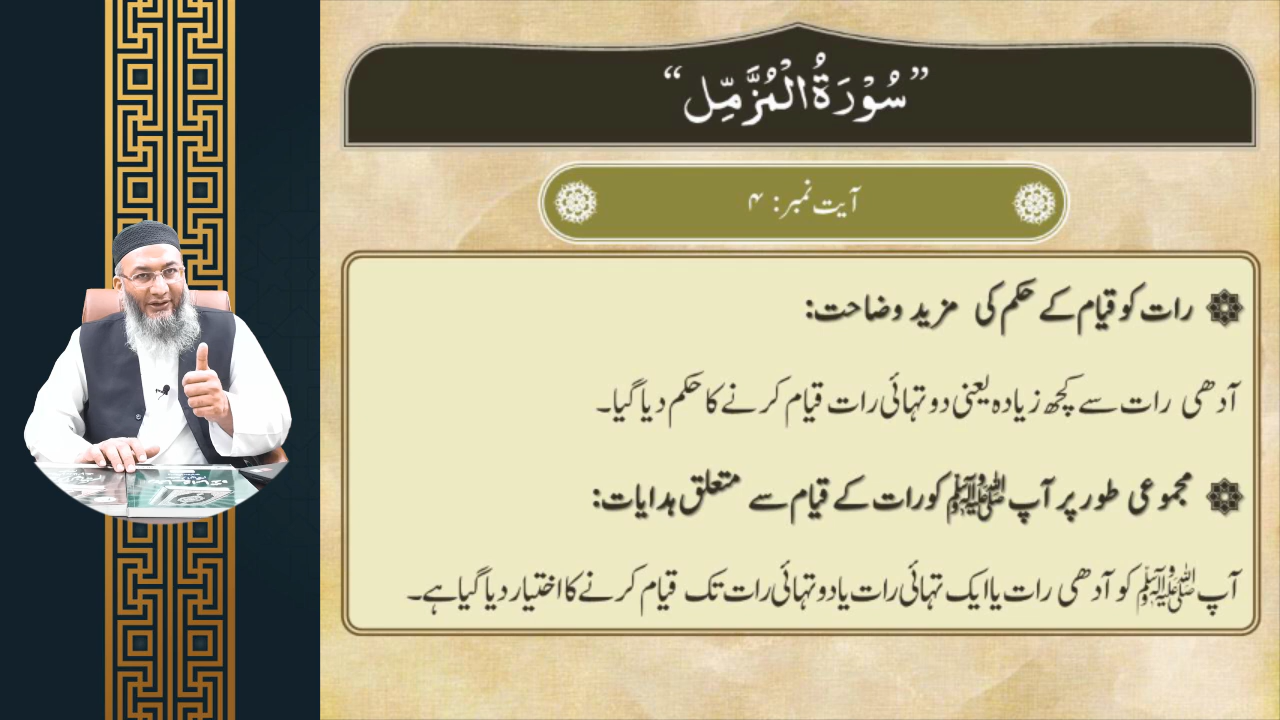 ”سُوْرَةُ الْمُزَّمِّل“
آیت نمبر: ۴
رات کو قیام کے حکم کی مزید وضاحت:
آدھی رات سے کچھ زیادہ یعنی دو تہائی رات قیام کرنے کا حکم دیا گیا۔
مجموعی طور پر آپ ﷺ کو رات کے قیام سے متعلق ہدایات:
آپ ﷺ کو آدھی رات یا ایک تہائی رات یا دو تہائی رات تک قیام کرنے کا اختیار دیا گیا ہے۔